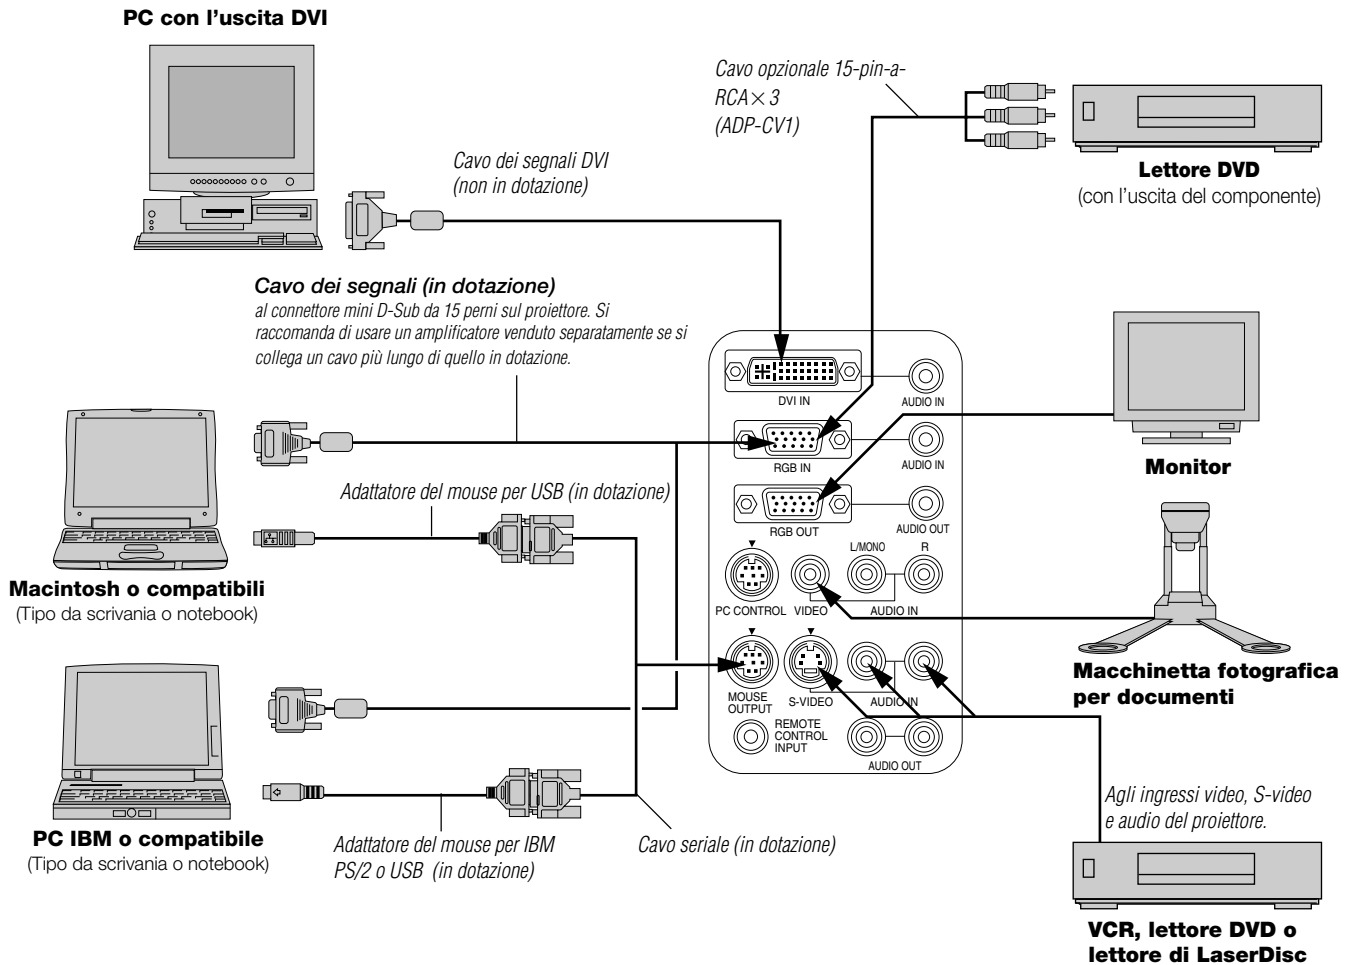 PC con l'uscita DVI
Cavo opzionale 15-pin-a-
RCA×3
(ADP-CV1)
Lettore DVD
(con l'uscita del componente)
Cavo dei segnali DVI
(non in dotazione)
Cavo dei segnali (in dotazione)
al connettore mini D-Sub da 15 perni sul proiettore. Si
raccomanda di usare un amplificatore venduto separatamente se si
collega un cavo più lungo di quello in dotazione.
DVI IN
AUDIO IN
RGB IN
AUDIO IN
RGB OUT
AUDIO OUT
L/MONO
R
PC CONTROL
VIDEO
AUDIO IN
MOUSE
OUTPUT
S-VIDEO
AUDIO IN
REMOTE
CONTROL
INPUT
AUDIO OUT
Monitor
Adattatore del mouse per USB (in dotazione)
Macintosh o compatibili
(Tipo da scrivania o notebook)
Macchinetta fotografica
per documenti
PC IBM o compatibile
(Tipo da scrivania o notebook)
Adattatore del mouse per IBM
PS/2 o USB (in dotazione)
Cavo seriale (in dotazione)
Agli ingressi video, S-video
e audio del proiettore.
VCR, lettore DVD o
lettore di LaserDisc